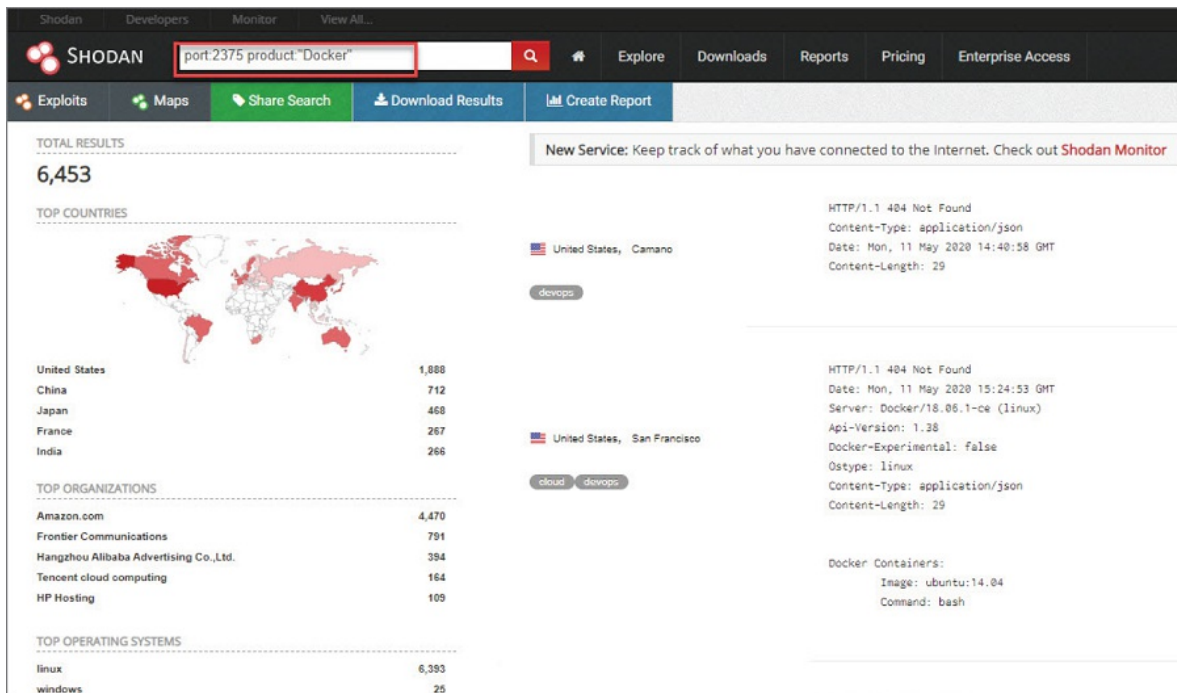 Shodan Developers Monitor View All...
SHODAN port:2375 product:"Docker" Explore Downloads Reports Pricing Enterprise Access
Exploits Maps Share Search Download Results Create Report
TOTAL RESULTS
6,453
TOP COUNTRIES
United States 1,888
China 712
Japan 468
France 267
India 266
TOP ORGANIZATIONS
Amazon.com 4,470
Frontier Communications 791
Hangzhou Alibaba Advertising Co.,Ltd. 394
Tencent cloud computing 164
HP Hosting 109
TOP OPERATING SYSTEMS
linux 6,393
windows 25
New Service: Keep track of what you have connected to the Internet. Check out Shodan Monitor
United States, Camano
devops
HTTP/1.1 404 Not Found
Content-Type: application/json
Date: Mon, 11 May 2020 14:40:58 GMT
Content-Length: 29
United States, San Francisco
cloud devops
HTTP/1.1 404 Not Found
Date: Mon, 11 May 2020 15:24:53 GMT
Server: Docker/18.06.1-ce (linux)
Api-Version: 1.38
Docker-Experimental: false
Ostype: linux
Content-Type: application/json
Content-Length: 29
Docker Containers:
Image: ubuntu:14.04
Command: bash